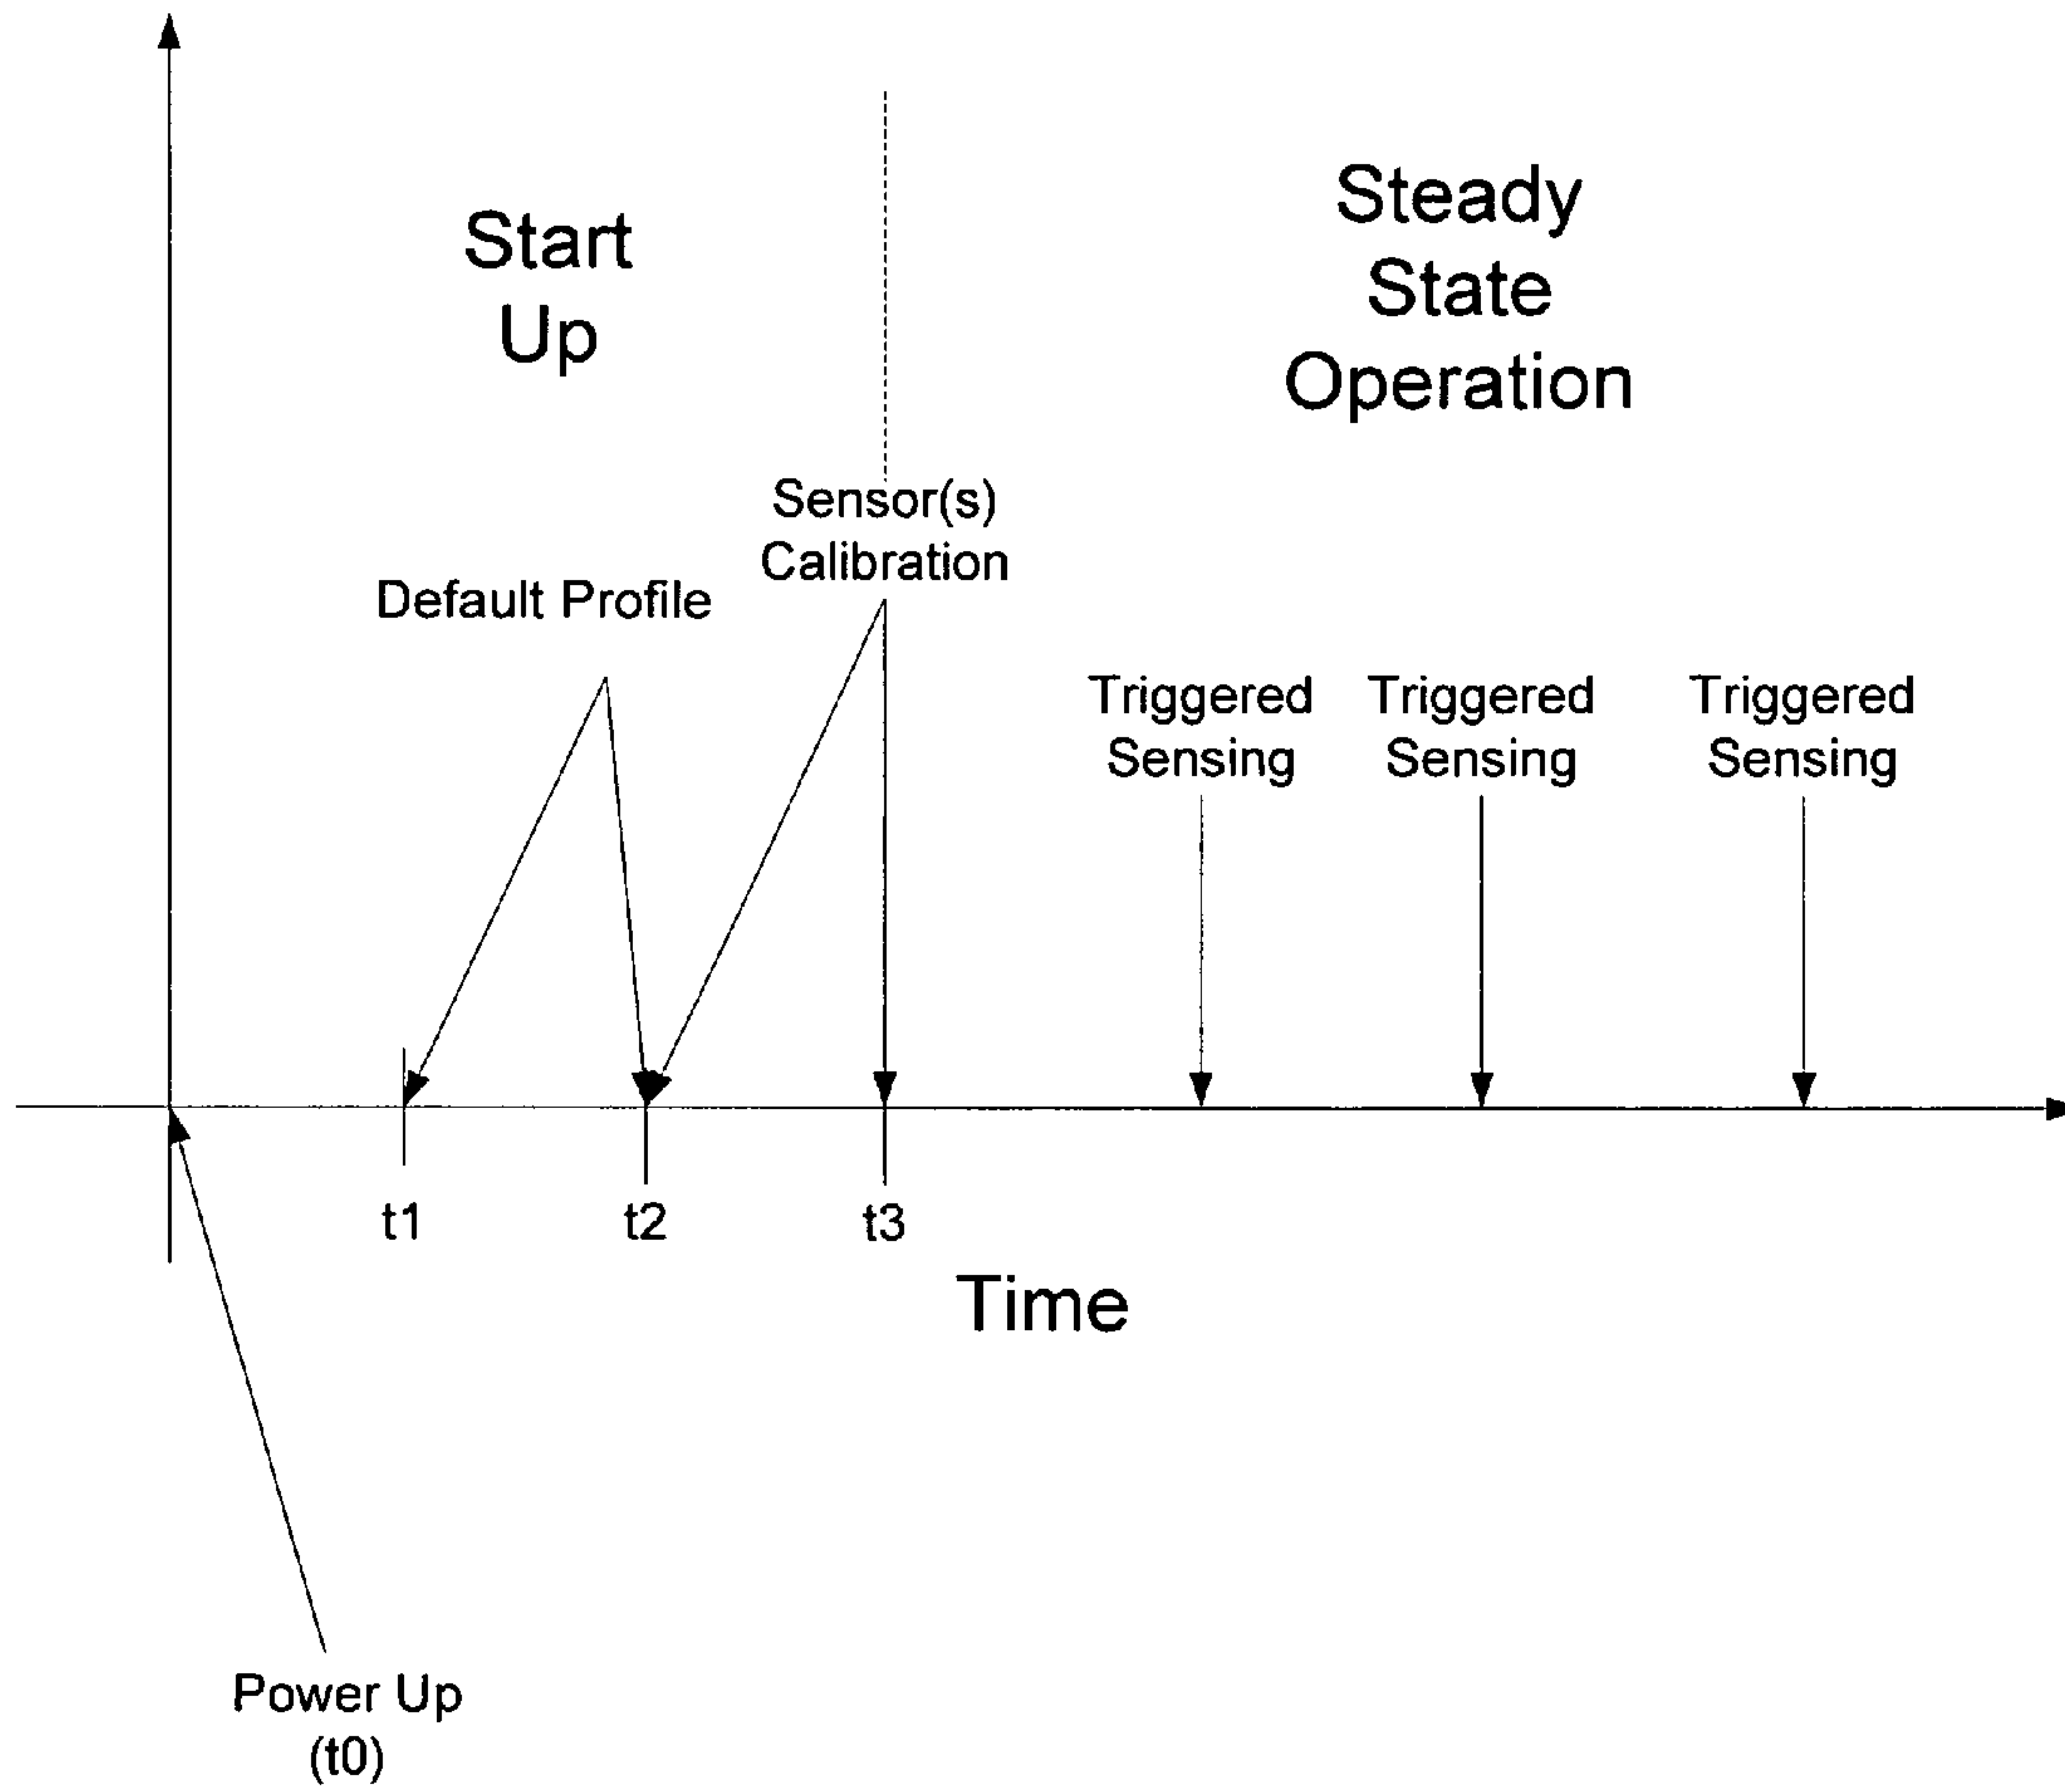 Start
Up
Steady
State
Operation
Sensor(s)
Calibration
Default Profile
Triggered
Sensing
Triggered
Sensing
Triggered
Sensing
t1
t2
t3
Time
Power Up
(t0)